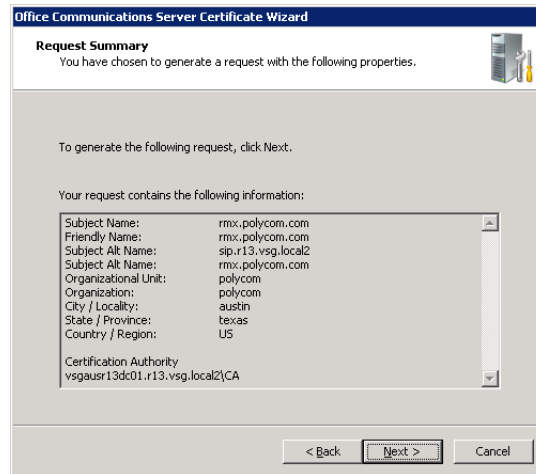 Office Communications Server Certificate Wizard
Request Summary
You have chosen to generate a request with the following properties.
To generate the following request, click Next.
Your request contains the following information:
Subject Name: rmx.polycom.com
Friendly Name: rmx.polycom.com
Subject Alt Name: sip.r13.vsg.local2
Subject Alt Name: rmx.polycom.com
Organizational Unit: polycom
Organization: polycom
City / Locality: austin
State / Province: texas
Country / Region: US
Certification Authority
vsgausr13dc01.r13.vsg.local2\CA
< Back Next > Cancel